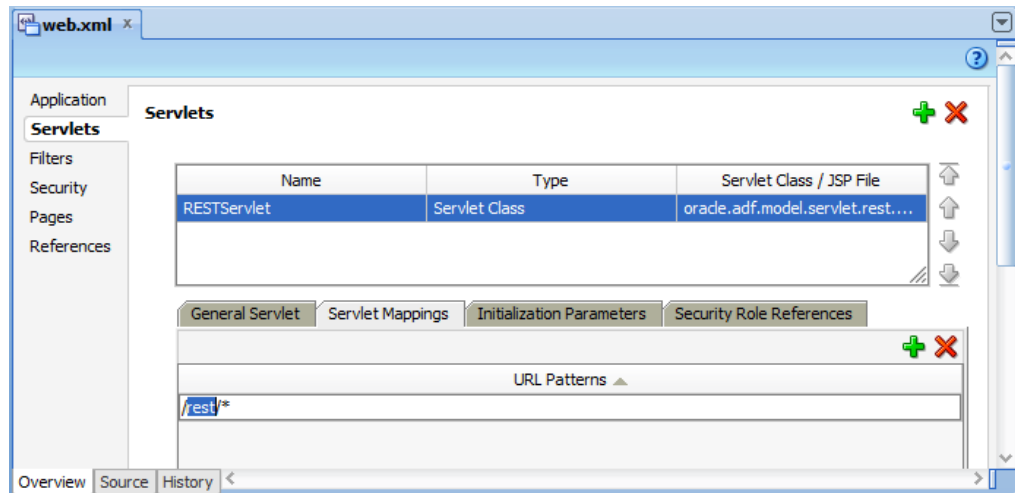 web.xml ×
?
Application
Servlets
Filters
Security
Pages
References
Servlets
Name Type Servlet Class / JSP File
RESTServlet Servlet Class oracle.adf.model.servlet.rest....
General Servlet Servlet Mappings Initialization Parameters Security Role References
URL Patterns
/rest/*
Overview Source History